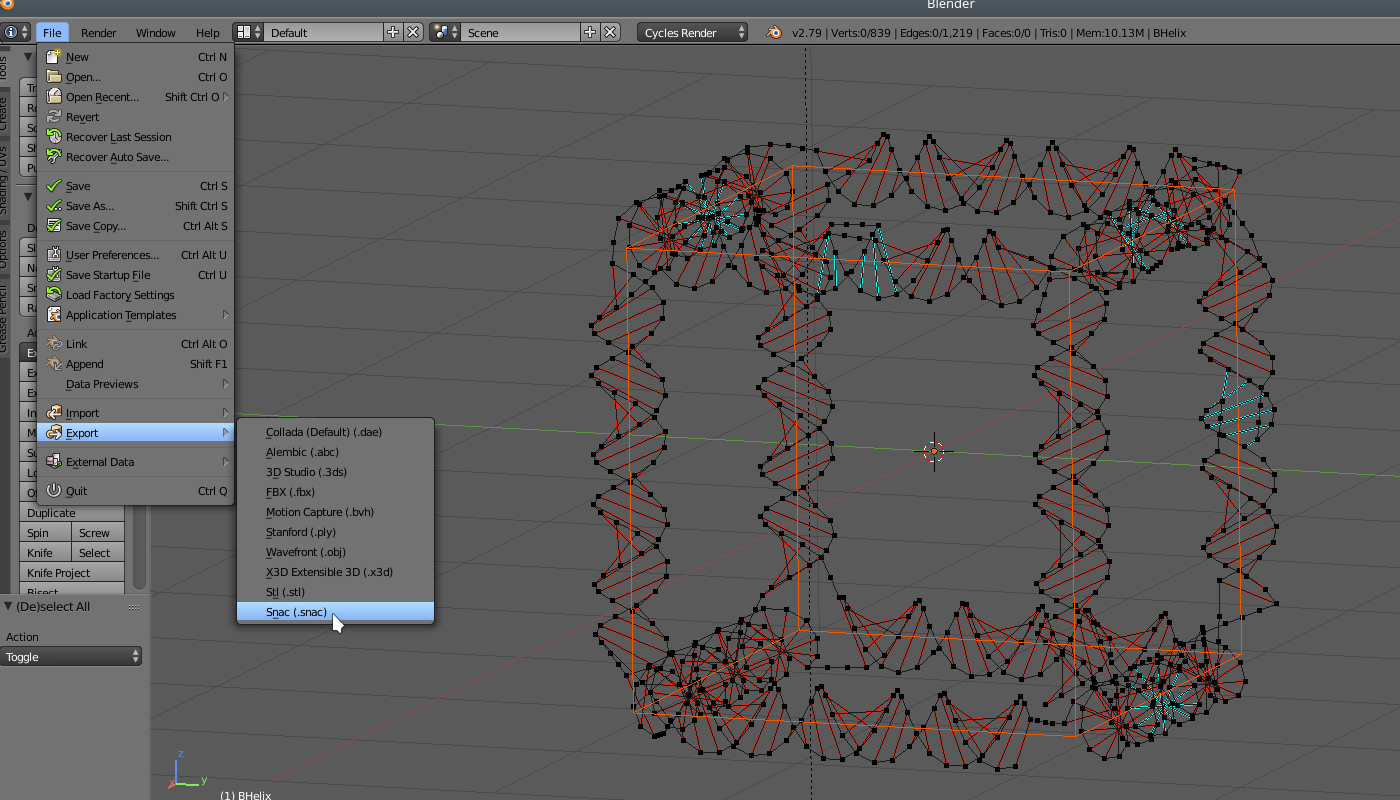 Blender
File Render Window Help Default Scene Cycles Render v2.79 | Verts:0/839 | Edges:0/1,219 | Faces:0/0 | Tris:0 | Mem:10.13M | BHelix
New Ctrl N
Open... Ctrl O
Open Recent... Shift Ctrl O
Revert
Recover Last Session
Recover Auto Save...
Save Ctrl S
Save As... Shift Ctrl S
Save Copy... Ctrl Alt S
User Preferences... Ctrl Alt U
Save Startup File Ctrl U
Load Factory Settings
Application Templates
Link Ctrl Alt O
Append Shift F1
Data Previews
Import
Export
External Data
Quit Ctrl Q
Collada (Default) (.dae)
Alembic (.abc)
3D Studio (.3ds)
FBX (.fbx)
Motion Capture (.bvh)
Stanford (.ply)
Wavefront (.obj)
X3D Extensible 3D (.x3d)
Stl (.stl)
Snac (.snac)
Tools
Create
Shading / UVs
Options
Grease Pencil
Duplicate
Spin Screw
Knife Select
Knife Project
Bisect
(De)select All
Action
Toggle
z
y
x
(1) BHelix